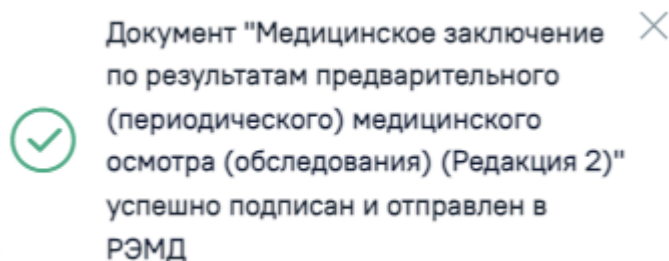 Документ "Медицинское заключение
по результатам предварительного
(периодического) медицинского
осмотра (обследования) (Редакция 2)"
успешно подписан и отправлен в
РЭМД